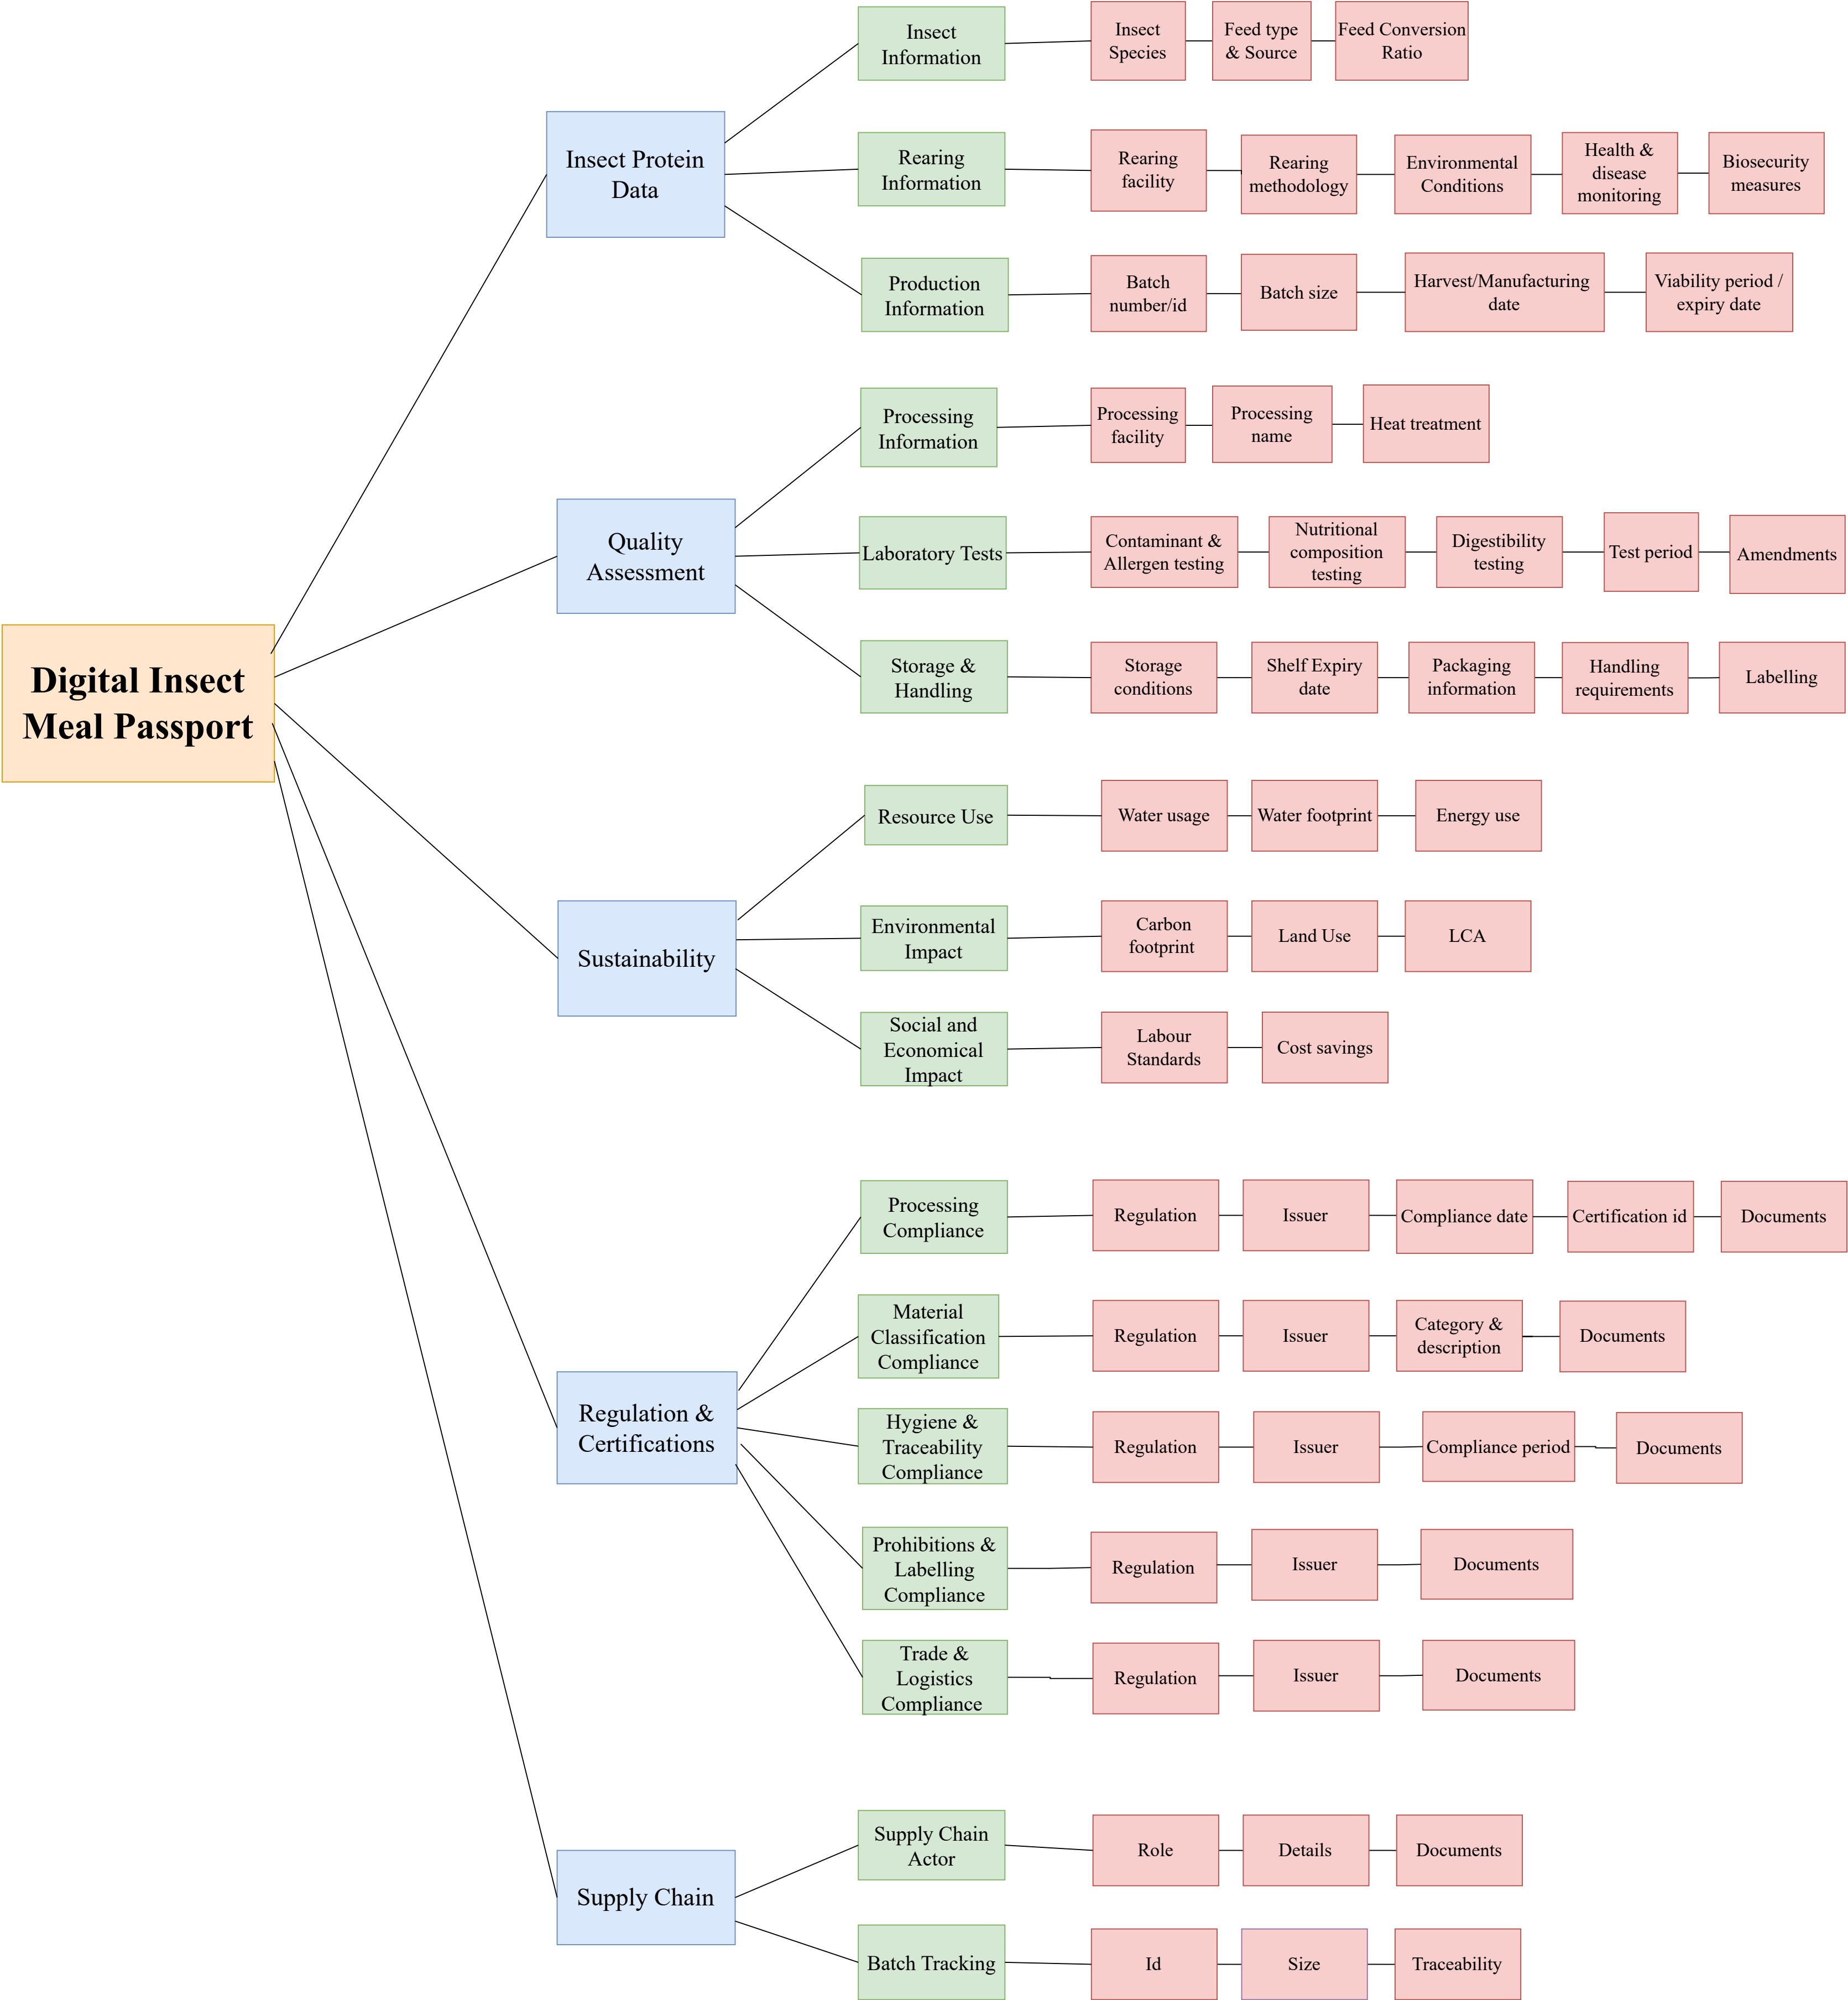 Digital Insect
Meal Passport
Insect Protein
Data
Insect
Information
Insect
Species
Feed type
& Source
Feed Conversion
Ratio
Rearing
Information
Rearing
facility
Rearing
methodology
Environmental
Conditions
Health &
disease
monitoring
Biosecurity
measures
Production
Information
Batch
number/id
Batch size
Harvest/Manufacturing
date
Viability period /
expiry date
Quality
Assessment
Processing
Information
Processing
facility
Processing
name
Heat treatment
Laboratory Tests
Contaminant &
Allergen testing
Nutritional
composition
testing
Digestibility
testing
Test period
Amendments
Storage &
Handling
Storage
conditions
Shelf Expiry
date
Packaging
information
Handling
requirements
Labelling
Sustainability
Resource Use
Water usage
Water footprint
Energy use
Environmental
Impact
Carbon
footprint
Land Use
LCA
Social and
Economical
Impact
Labour
Standards
Cost savings
Regulation &
Certifications
Processing
Compliance
Regulation
Issuer
Compliance date
Certification id
Documents
Material
Classification
Compliance
Regulation
Issuer
Category &
description
Documents
Hygiene &
Traceability
Compliance
Regulation
Issuer
Compliance period
Documents
Prohibitions &
Labelling
Compliance
Regulation
Issuer
Documents
Trade &
Logistics
Compliance
Regulation
Issuer
Documents
Supply Chain
Supply Chain
Actor
Role
Details
Documents
Batch Tracking
Id
Size
Traceability